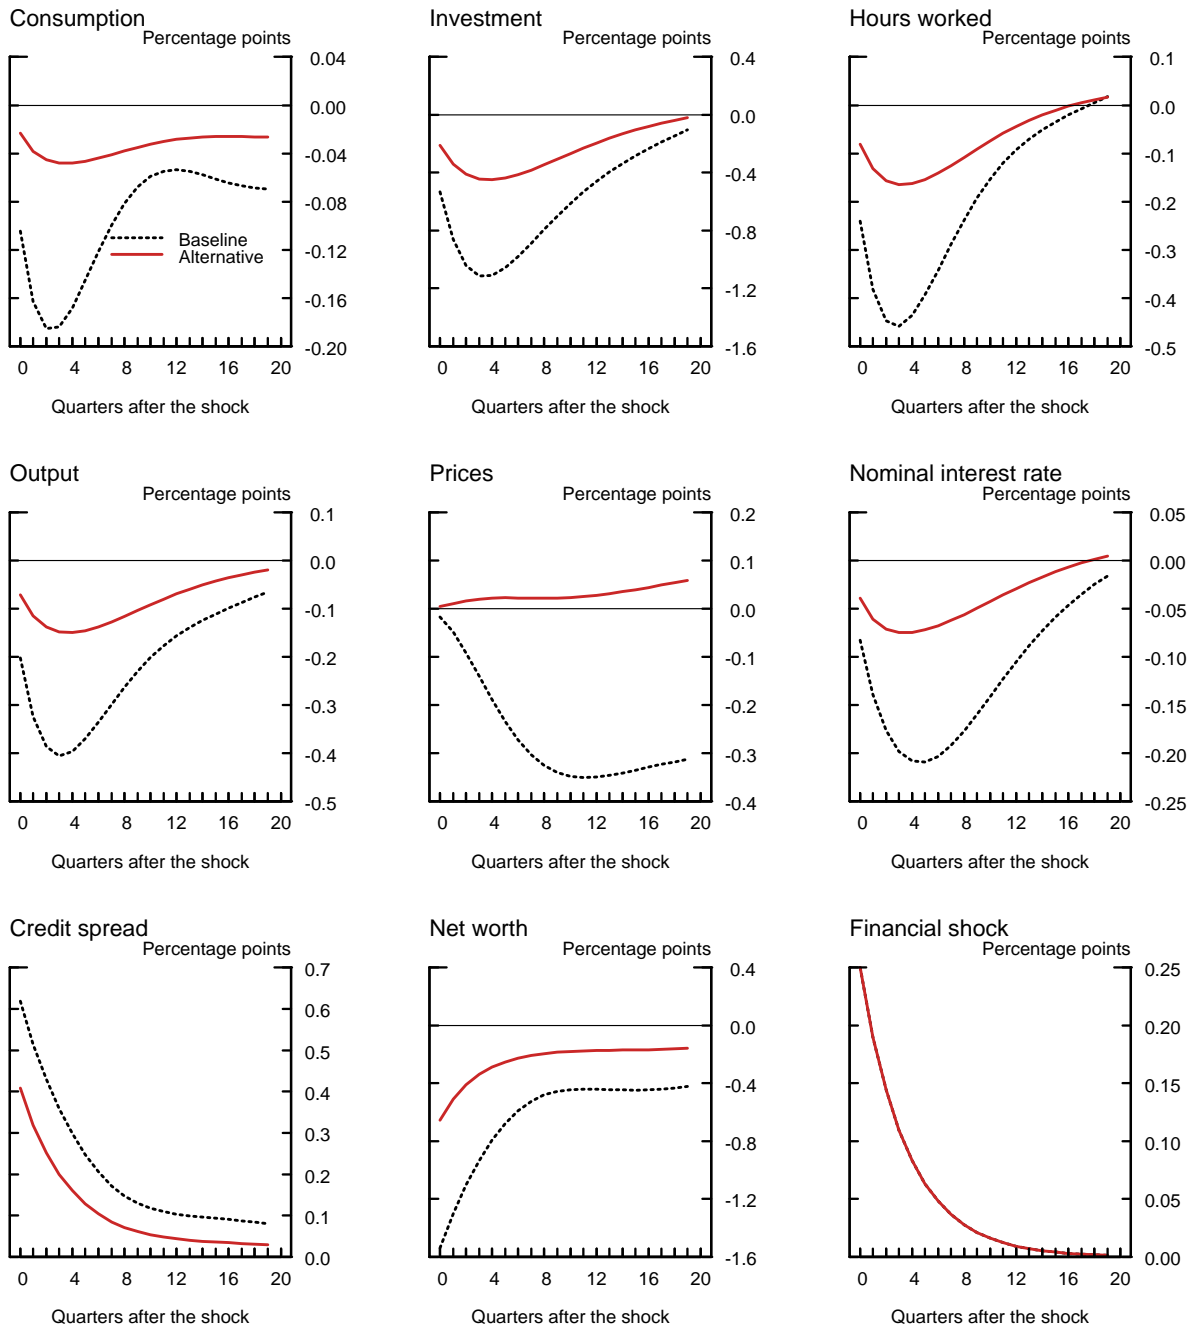 Consumption
Percentage points
0.04
0.00
-0.04
-0.08
-0.12
-0.16
-0.20
Baseline
Alternative
0 4 8 12 16 20
Quarters after the shock
Investment
Percentage points
0.4
0.0
-0.4
-0.8
-1.2
-1.6
0 4 8 12 16 20
Quarters after the shock
Hours worked
Percentage points
0.1
0.0
-0.1
-0.2
-0.3
-0.4
-0.5
0 4 8 12 16 20
Quarters after the shock
Output
Percentage points
0.1
0.0
-0.1
-0.2
-0.3
-0.4
-0.5
0 4 8 12 16 20
Quarters after the shock
Prices
Percentage points
0.2
0.1
0.0
-0.1
-0.2
-0.3
-0.4
0 4 8 12 16 20
Quarters after the shock
Nominal interest rate
Percentage points
0.05
0.00
-0.05
-0.10
-0.15
-0.20
-0.25
0 4 8 12 16 20
Quarters after the shock
Credit spread
Percentage points
0.7
0.6
0.5
0.4
0.3
0.2
0.1
0.0
0 4 8 12 16 20
Quarters after the shock
Net worth
Percentage points
0.4
0.0
-0.4
-0.8
-1.2
-1.6
0 4 8 12 16 20
Quarters after the shock
Financial shock
Percentage points
0.25
0.20
0.15
0.10
0.05
0.00
0 4 8 12 16 20
Quarters after the shock